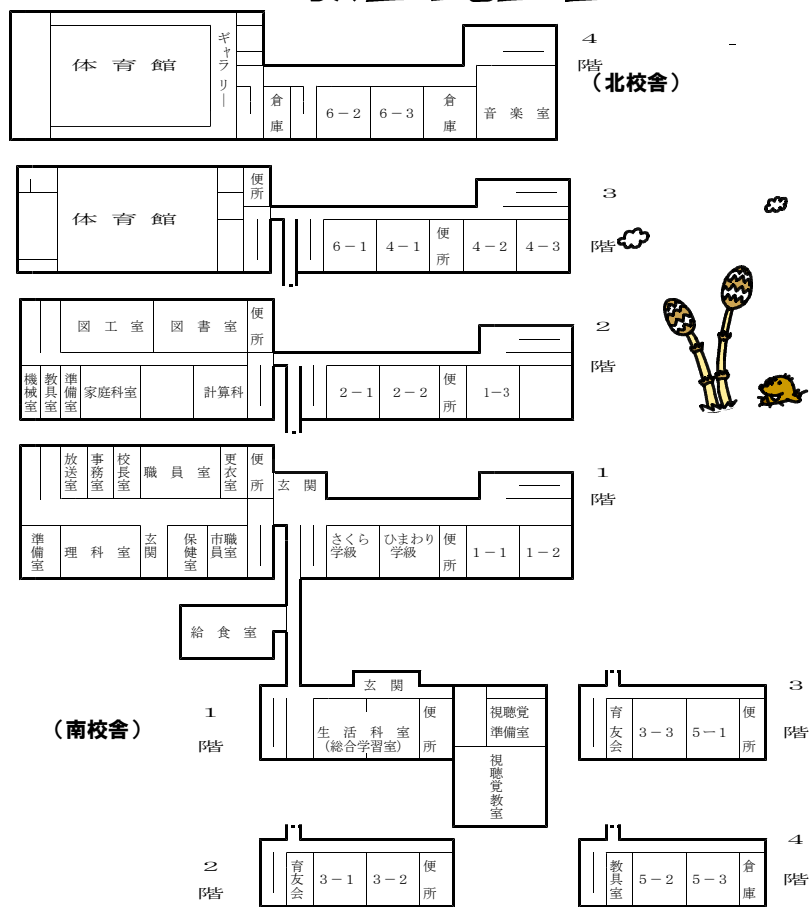 4階
(北校舎)
体育館
ギャラリー
倉庫
6-2
6-3
倉庫
音楽室
3階
体育館
便所
6-1
4-1
便所
4-2
4-3
2階
図工室
図書室
便所
機械室
教具室
準備室
家庭科室
計算科
2-1
2-2
便所
1-3
1階
放送室
事務室
校長室
職員室
更衣室
便所
玄関
準備室
理科室
玄関
保健室
市職員室
さくら学級
ひまわり学級
便所
1-1
1-2
給食室
(南校舎)
1階
玄関
生活科室
(総合学習室)
便所
視聴覚準備室
視聴覚教室
3階
育友会
3-3
5-1
便所
2階
育友会
3-1
3-2
便所
4階
教具室
5-2
5-3
倉庫